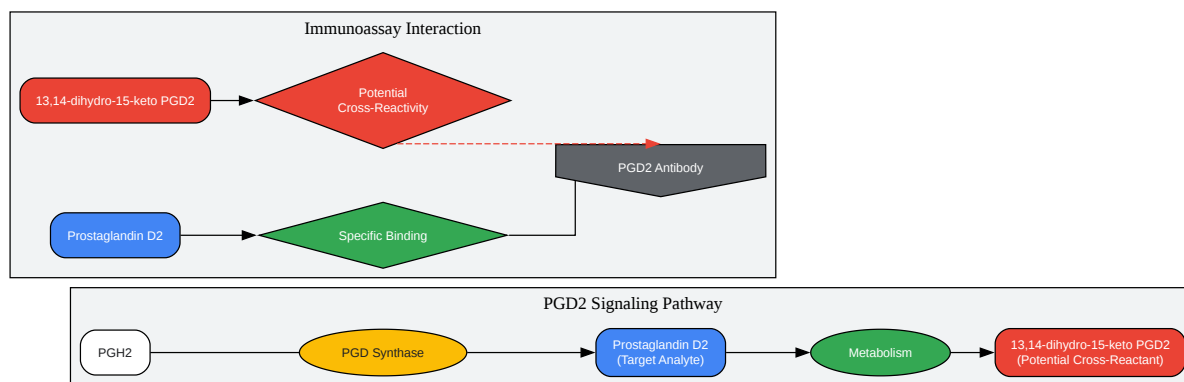 Immunoassay Interaction
13,14-dihydro-15-keto PGD2
Potential
Cross-Reactivity
PGD2 Antibody
Prostaglandin D2
Specific Binding
PGD2 Signaling Pathway
PGH2
PGD Synthase
Prostaglandin D2
(Target Analyte)
Metabolism
13,14-dihydro-15-keto PGD2
(Potential Cross-Reactant)